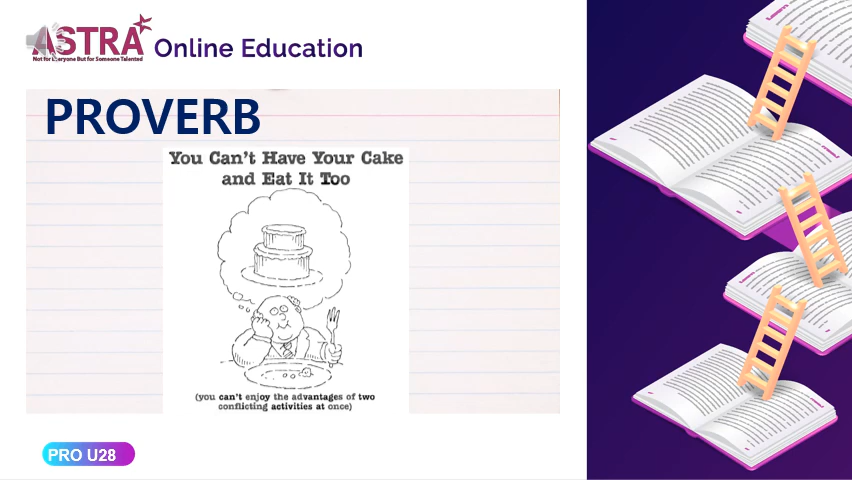 ASTRA
Not for Everyone But for Someone Talented
Online Education
PROVERB
You Can't Have Your Cake
and Eat It Too
(you can't enjoy the advantages of two
conflicting activities at once)
PRO U28